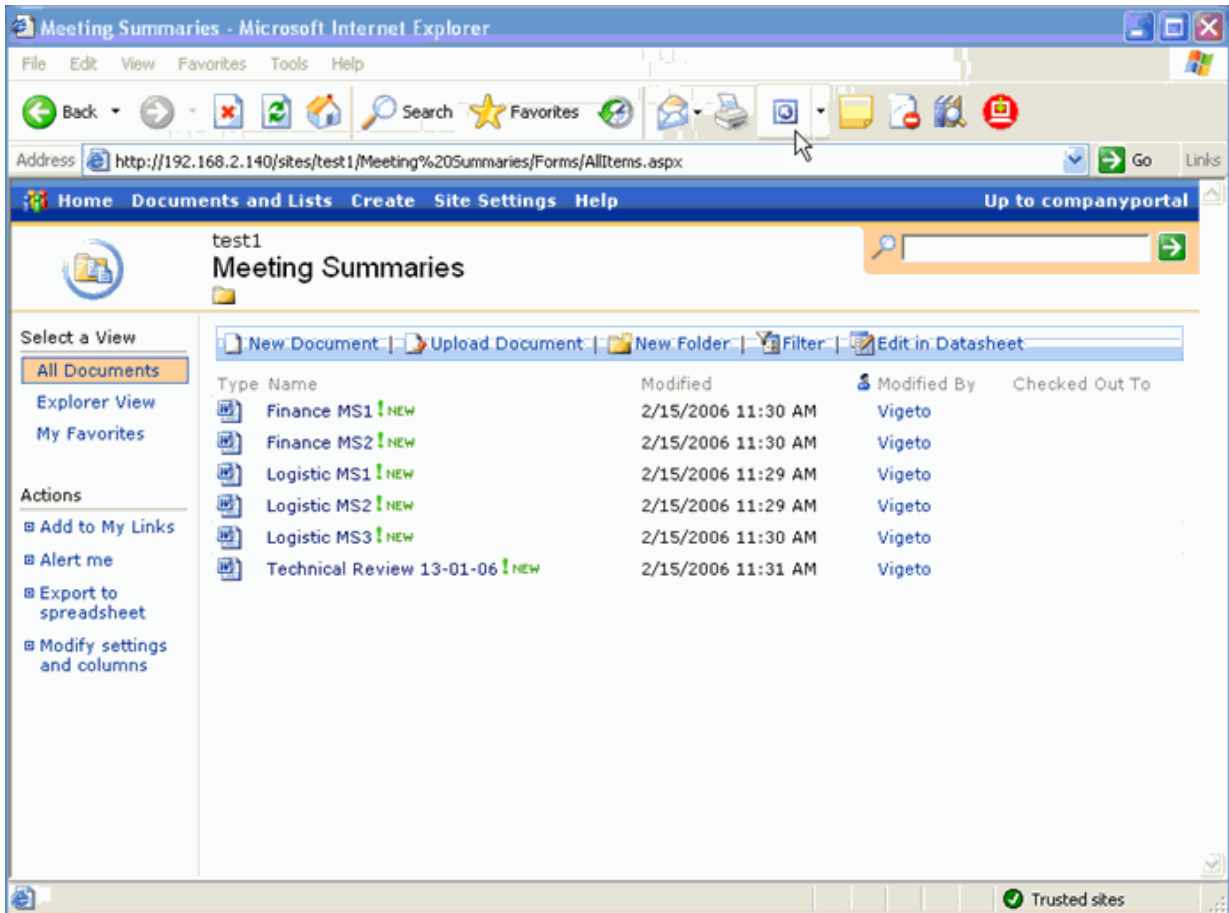 Meeting Summaries - Microsoft Internet Explorer
File Edit View Favorites Tools Help
Back Search Favorites
Address http://192.168.2.140/sites/test1/Meeting%20Summaries/Forms/AllItems.aspx Go Links
Home Documents and Lists Create Site Settings Help Up to companyportal
test1
Meeting Summaries
Select a View
All Documents
Explorer View
My Favorites
Actions
Add to My Links
Alert me
Export to
spreadsheet
Modify settings
and columns
New Document | Upload Document | New Folder | Filter | Edit in Datasheet
Type Name Modified Modified By Checked Out To
Finance MS1 ! NEW 2/15/2006 11:30 AM Vigeto
Finance MS2 ! NEW 2/15/2006 11:30 AM Vigeto
Logistic MS1 ! NEW 2/15/2006 11:29 AM Vigeto
Logistic MS2 ! NEW 2/15/2006 11:29 AM Vigeto
Logistic MS3 ! NEW 2/15/2006 11:30 AM Vigeto
Technical Review 13-01-06 ! NEW 2/15/2006 11:31 AM Vigeto
Trusted sites